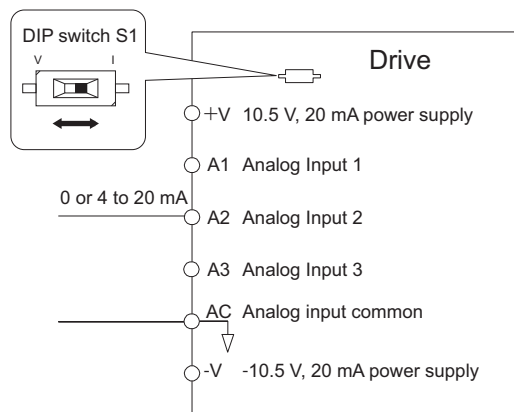 DIP switch S1
V I
Drive
+V 10.5 V, 20 mA power supply
A1 Analog Input 1
0 or 4 to 20 mA
A2 Analog Input 2
A3 Analog Input 3
AC Analog input common
-V -10.5 V, 20 mA power supply